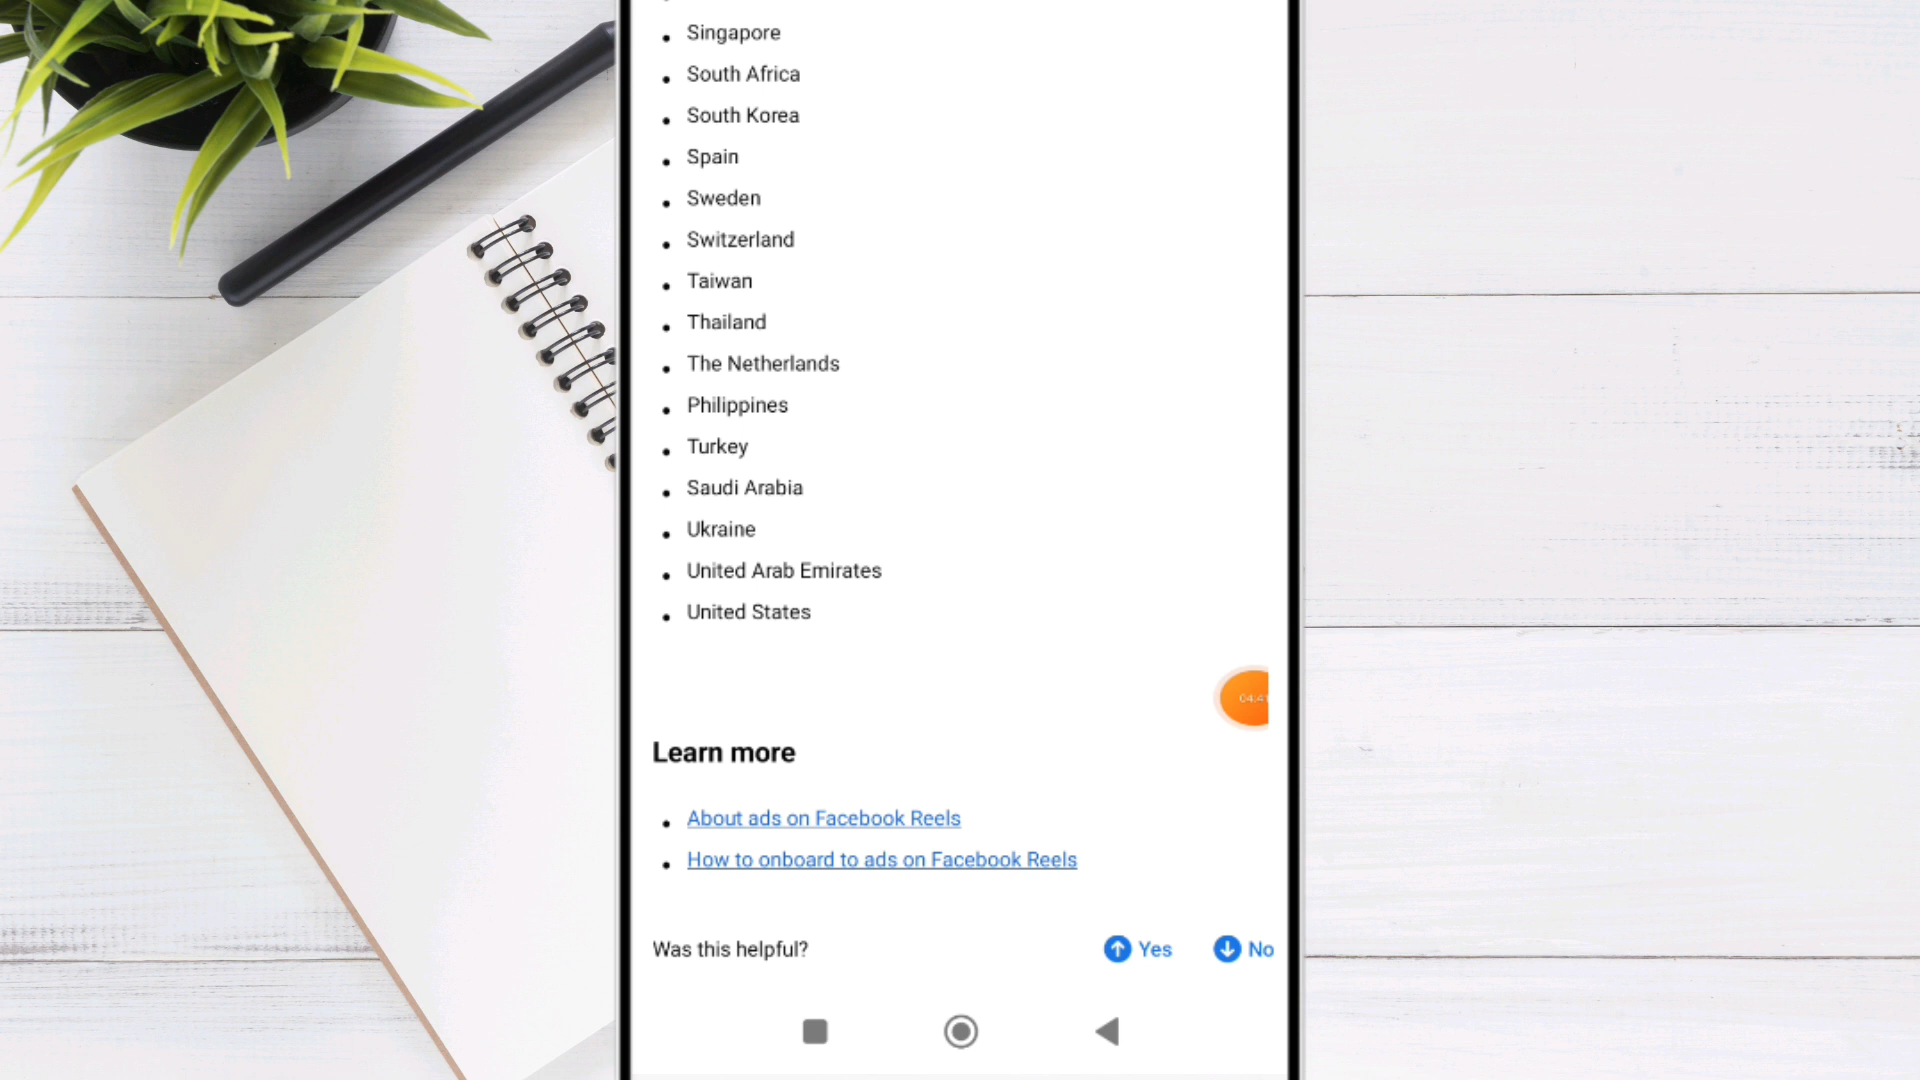 Singapore
South Africa
South Korea
Spain
Sweden
Switzerland
Taiwan
Thailand
The Netherlands
Philippines
Turkey
Saudi Arabia
Ukraine
United Arab Emirates
United States
Learn more
About ads on Facebook Reels
How to onboard to ads on Facebook Reels
Was this helpful?
Yes
No